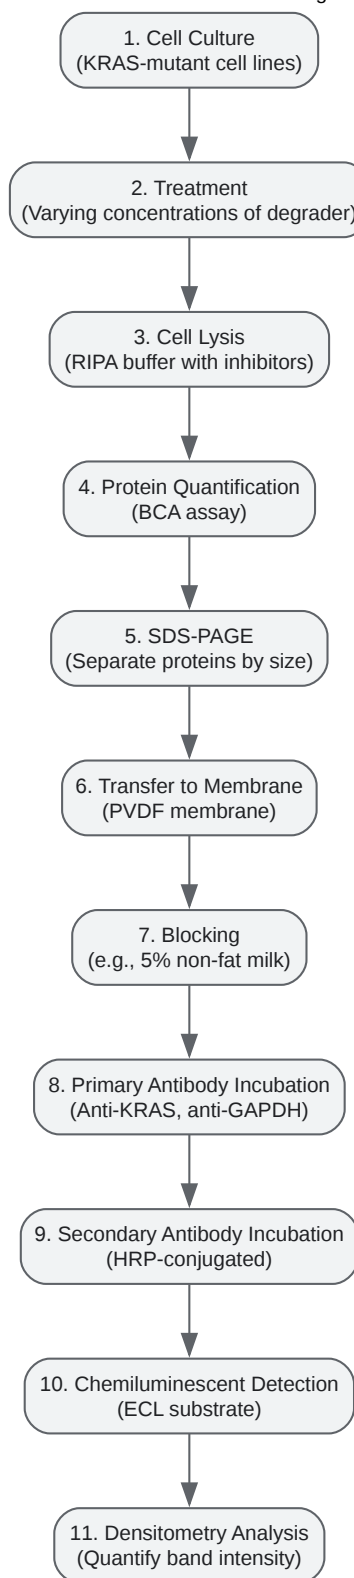 1. Cell Culture
(KRAS-mutant cell lines)
2. Treatment
(Varying concentrations of degrader)
3. Cell Lysis
(RIPA buffer with inhibitors)
4. Protein Quantification
(BCA assay)
5. SDS-PAGE
(Separate proteins by size)
6. Transfer to Membrane
(PVDF membrane)
7. Blocking
(e.g., 5% non-fat milk)
8. Primary Antibody Incubation
(Anti-KRAS, anti-GAPDH)
9. Secondary Antibody Incubation
(HRP-conjugated)
10. Chemiluminescent Detection
(ECL substrate)
11. Densitometry Analysis
(Quantify band intensity)